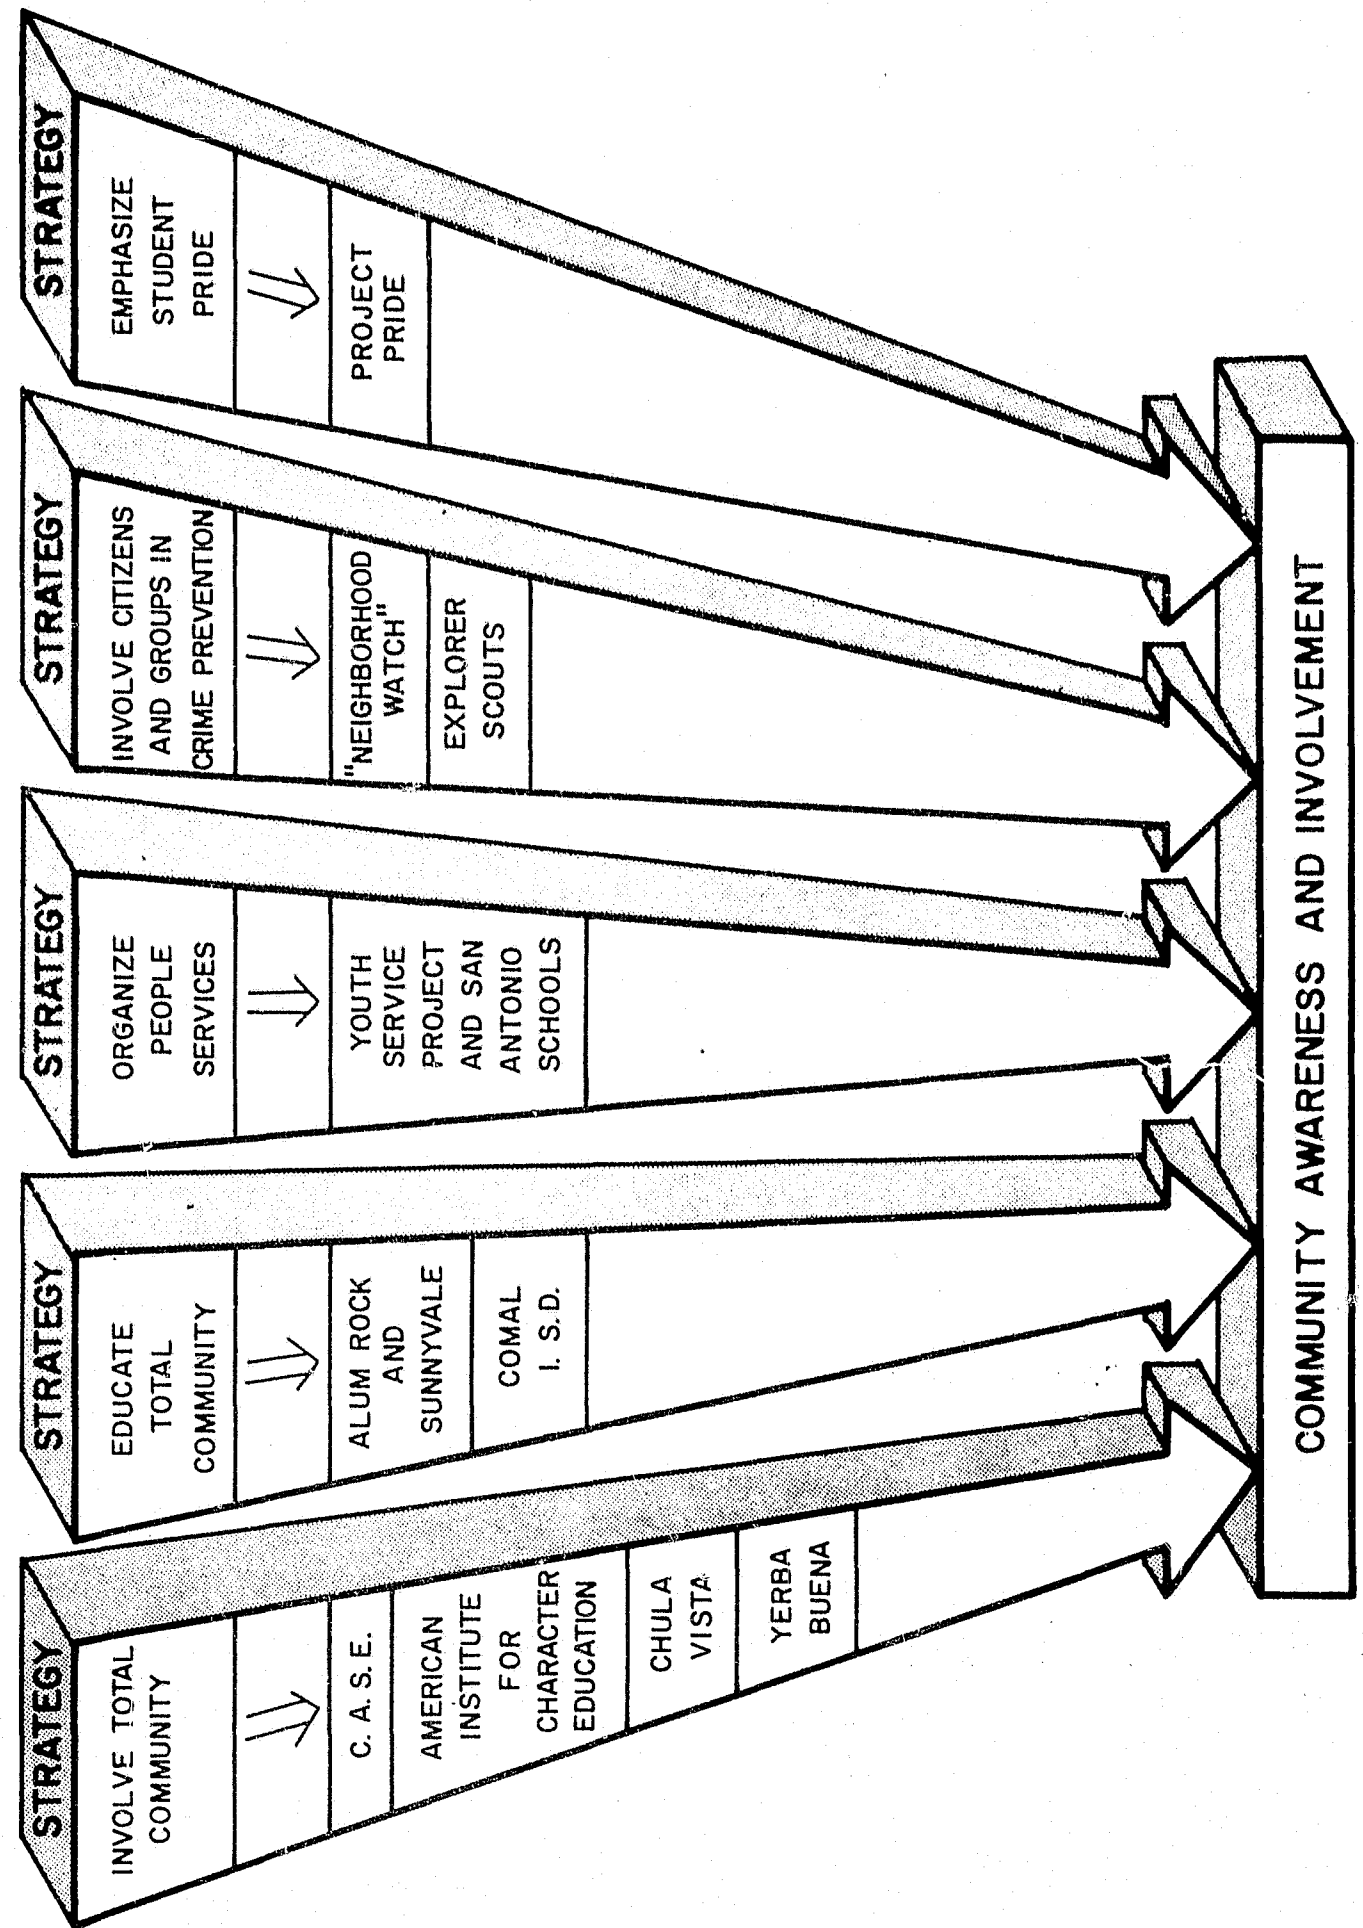 STRATEGY
INVOLVE TOTAL
COMMUNITY
C. A. S. E.
AMERICAN
INSTITUTE
FOR
CHARACTER
EDUCATION
CHULA
VISTA
YERBA
BUENA
STRATEGY
EDUCATE
TOTAL
COMMUNITY
ALUM ROCK
AND
SUNNYVALE
COMAL
I. S. D.
STRATEGY
ORGANIZE
PEOPLE
SERVICES
YOUTH
SERVICE
PROJECT
AND SAN
ANTONIO
SCHOOLS
STRATEGY
INVOLVE CITIZENS
AND GROUPS IN
CRIME PREVENTION
"NEIGHBORHOOD
WATCH"
EXPLORER
SCOUTS
STRATEGY
EMPHASIZE
STUDENT
PRIDE
PROJECT
PRIDE
COMMUNITY AWARENESS AND INVOLVEMENT